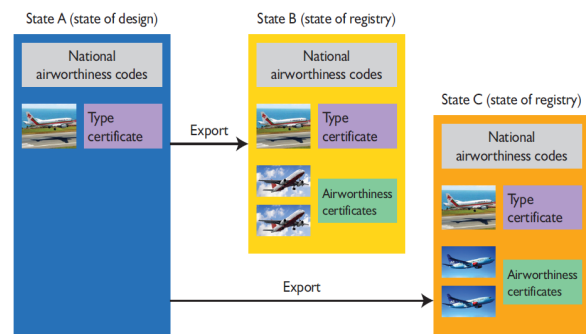 State A (state of design)
National
airworthiness codes
Type
certificate
Export
State B (state of registry)
National
airworthiness codes
Type
certificate
Airworthiness
certificates
Export
State C (state of registry)
National
airworthiness codes
Type
certificate
Airworthiness
certificates